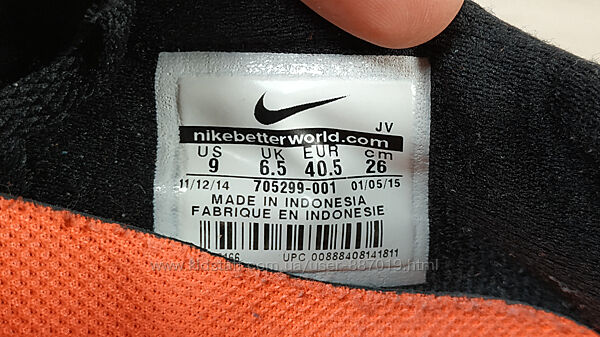 JV
nikebetterworld.com
US UK EUR cm
9 6.5 40.5 26
11/12/14 705299-001 01/05/15
MADE IN INDONESIA
FABRIQUE EN INDONESIE
UPC 00888408141811